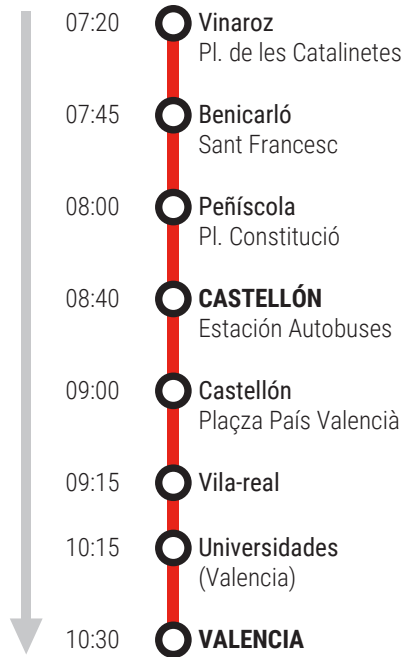 07:20 Vinaroz
Pl. de les Catalinetes
07:45 Benicarló
Sant Francesc
08:00 Peñíscola
Pl. Constitució
08:40 CASTELLÓN
Estación Autobuses
09:00 Castellón
Plaçza País Valencià
09:15 Vila-real
10:15 Universidades
(Valencia)
10:30 VALENCIA